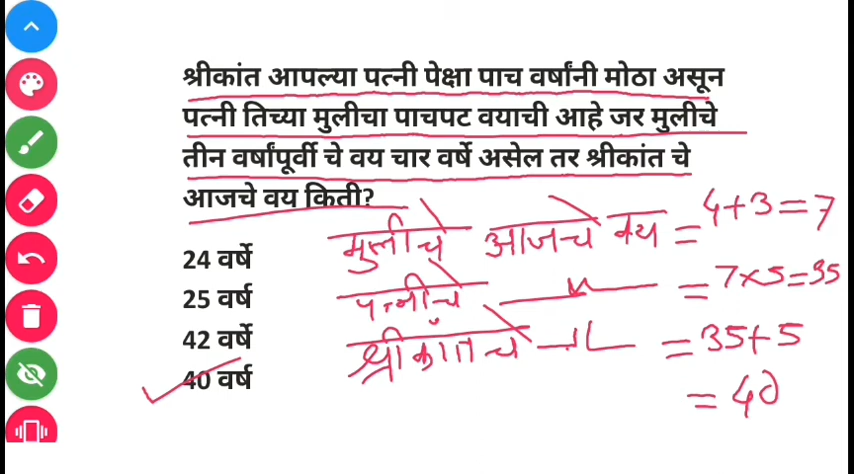 श्रीकांत आपल्या पत्नी पेक्षा पाच वर्षांनी मोठा असून
पत्नी तिच्या मुलीचा पाचपट वयाची आहे जर मुलीचे
तीन वर्षांपूर्वी चे वय चार वर्षे असेल तर श्रीकांत चे
आजचे वय किती?
24 वर्षे
25 वर्ष
42 वर्षे
40 वर्ष
मुलीचे आजचे वय = 4+3=7
पत्नीचे — 〃 — = 7×5=35
श्रीकांतचे — 〃 — = 35+5
= 40